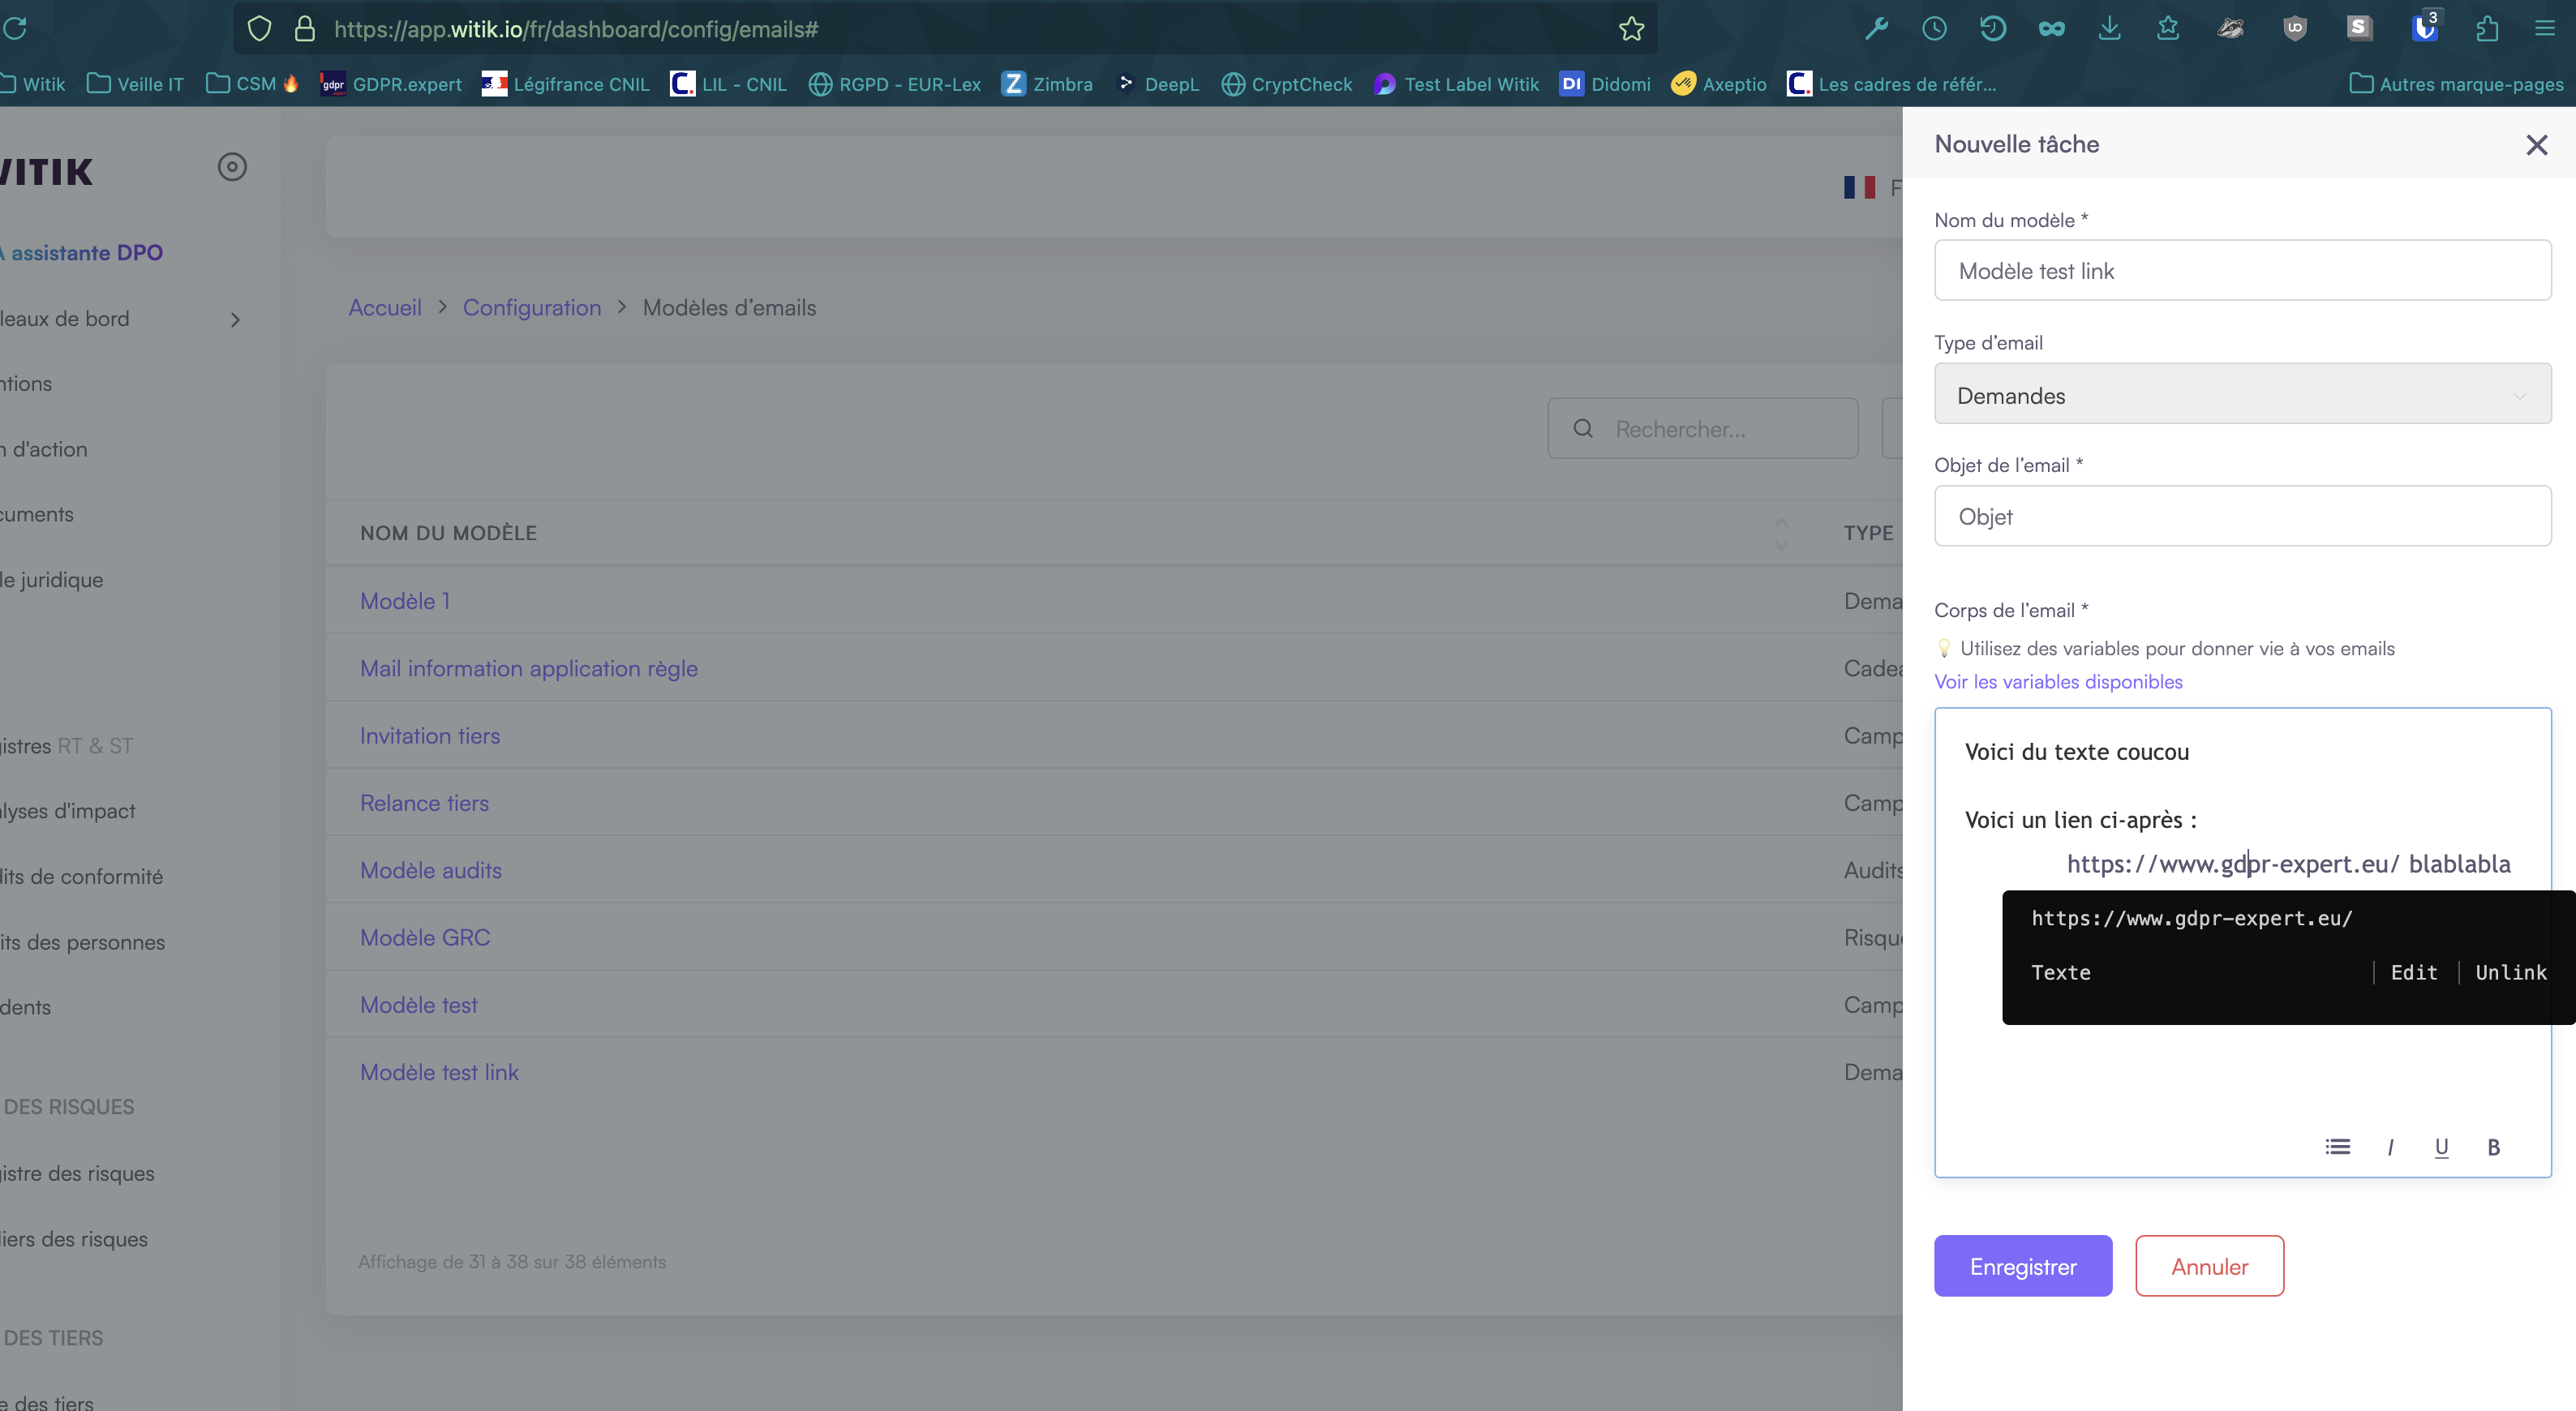 https://app.witik.io/fr/dashboard/config/emails#
3
Witik
Veille IT
CSM 🔥
gdpr GDPR.expert
Légifrance CNIL
C. LIL - CNIL
RGPD - EUR-Lex
Z Zimbra
DeepL
CryptCheck
Test Label Witik
DI Didomi
Axeptio
C. Les cadres de référ...
Autres marque-pages
WITIK
assistante DPO
leaux de bord
ntions
n d'action
cuments
le juridique
istres RT & ST
lyses d'impact
its de conformité
its des personnes
dents
DES RISQUES
istre des risques
liers des risques
DES TIERS
e des tiers
F
Accueil > Configuration > Modèles d’emails
Rechercher...
NOM DU MODÈLE TYPE
Modèle 1 Dema
Mail information application règle Cade
Invitation tiers Camp
Relance tiers Camp
Modèle audits Audits
Modèle GRC Risqu
Modèle test Camp
Modèle test link Dema
Affichage de 31 à 38 sur 38 éléments
Nouvelle tâche
Nom du modèle *
Modèle test link
Type d’email
Demandes
Objet de l’email *
Objet
Corps de l’email *
💡 Utilisez des variables pour donner vie à vos emails
Voir les variables disponibles
Voici du texte coucou
Voici un lien ci-après :
https://www.gdpr-expert.eu/ blablabla
https://www.gdpr-expert.eu/
Texte | Edit | Unlink
I U B
Enregistrer
Annuler